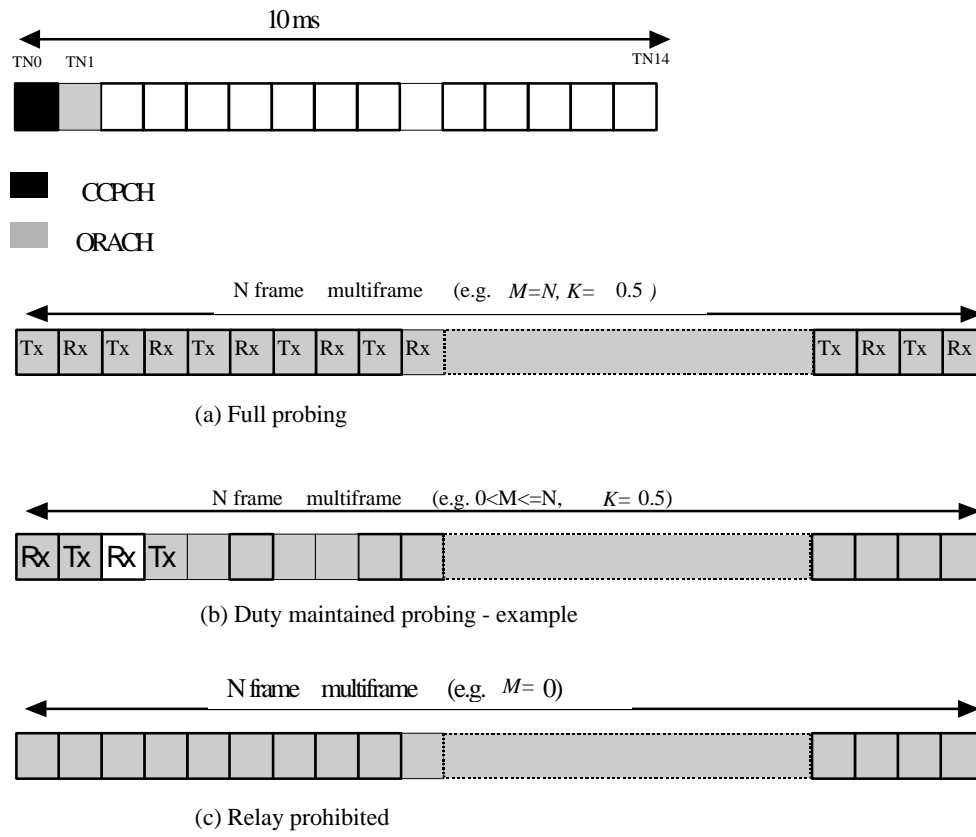 10 ms
TN0 TN1 TN14
CCPCH
ORACH
N frame multiframe (e.g. M=N, K= 0.5 )
Tx Rx Tx Rx Tx Rx Tx Rx Tx Rx Tx Rx Tx Rx
(a) Full probing
N frame multiframe (e.g. 0<M<=N, K= 0.5)
Rx Tx Rx Tx
(b) Duty maintained probing - example
N frame multiframe (e.g. M= 0)
(c) Relay prohibited